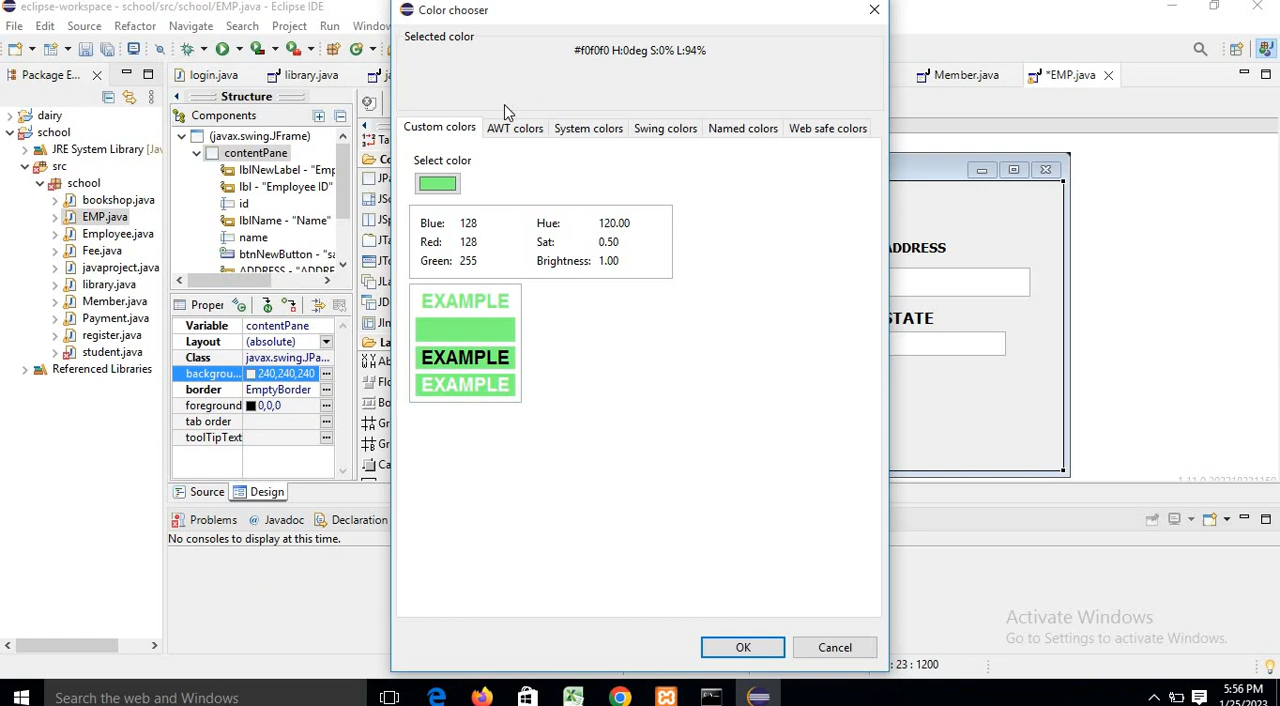 eclipse-workspace - school/src/school/EMP.java - Eclipse IDE
File Edit Source Refactor Navigate Search Project Run Window
Package E...
dairy
school
JRE System Library [Jav
src
school
bookshop.java
EMP.java
Employee.java
Fee.java
javaproject.java
library.java
Member.java
Payment.java
register.java
student.java
Referenced Libraries
login.java library.java
Member.java *EMP.java
Structure
Components
(javax.swing.JFrame)
contentPane
lblNewLabel - "Emp
lbl - "Employee ID"
id
lblName - "Name"
name
btnNewButton - "sa
ADDRESS - "ADDRE
Proper
Variable contentPane
Layout (absolute)
Class javax.swing.JPa...
backgrou... 240,240,240
border EmptyBorder
foreground 0,0,0
tab order
toolTipText
Source Design
Problems @ Javadoc Declaration
No consoles to display at this time.
Color chooser
Selected color
#f0f0f0 H:0deg S:0% L:94%
Custom colors AWT colors System colors Swing colors Named colors Web safe colors
Select color
Blue: 128 Hue: 120.00
Red: 128 Sat: 0.50
Green: 255 Brightness: 1.00
EXAMPLE
EXAMPLE
EXAMPLE
OK Cancel
ADDRESS
STATE
Activate Windows
Go to Settings to activate Windows.
: 23 : 1200
Search the web and Windows
5:56 PM
1/25/2023